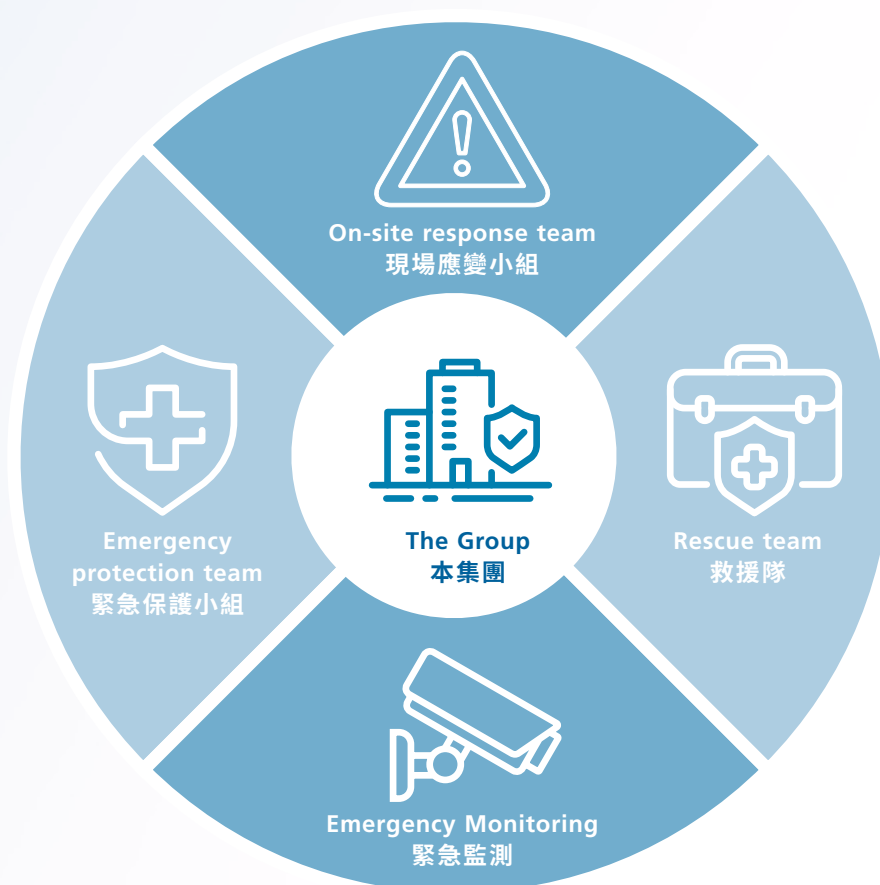 On-site response team
現場應變小組
Emergency
protection team
緊急保護小組
The Group
本集團
Rescue team
救援隊
Emergency Monitoring
緊急監測